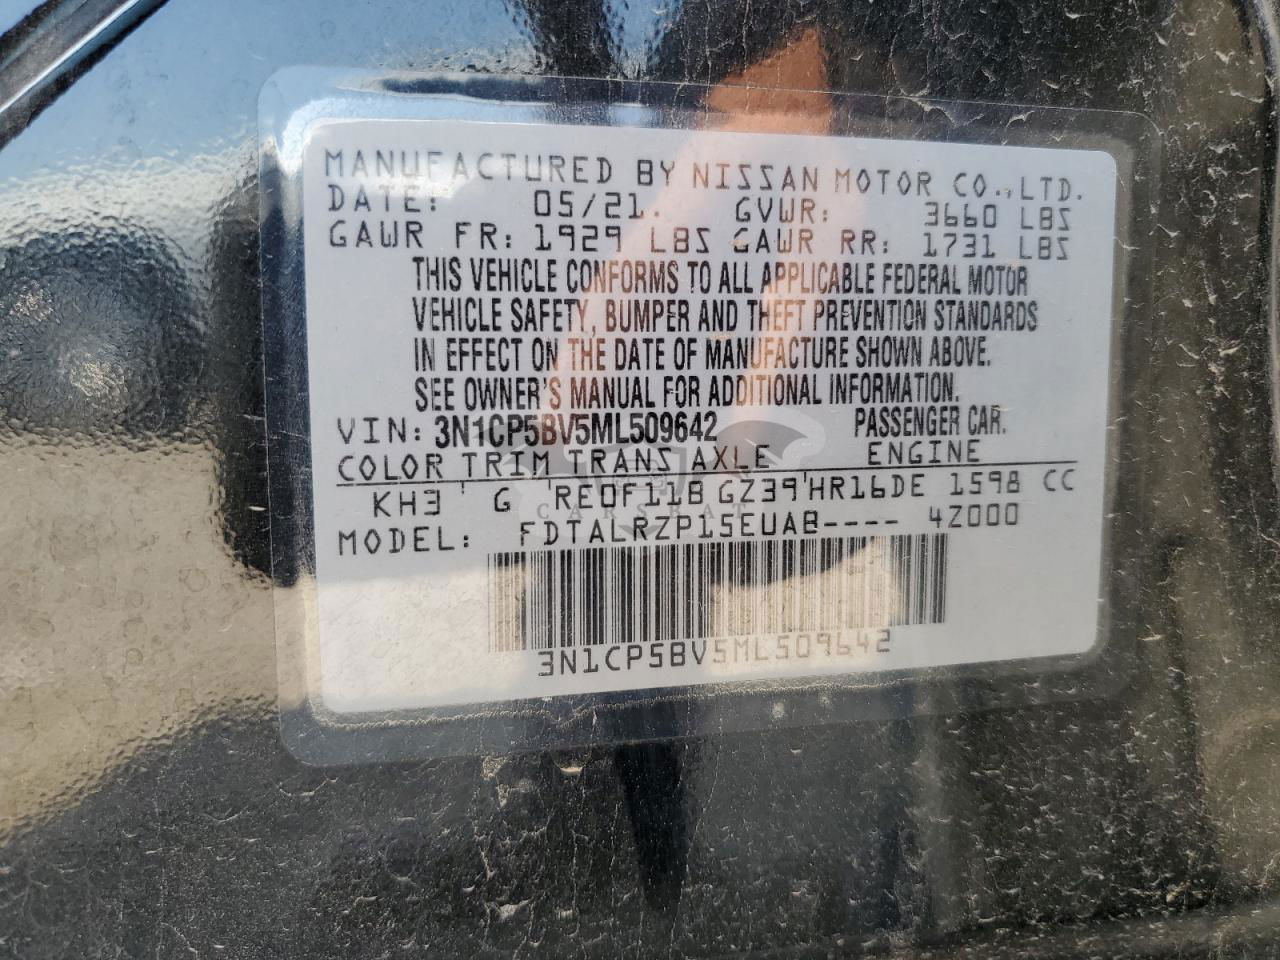 MANUFACTURED BY NISSAN MOTOR CO.,LTD.
DATE: 05/21. GVWR: 3660 LBS
GAWR FR: 1929 LBS GAWR RR: 1731 LBS
THIS VEHICLE CONFORMS TO ALL APPLICABLE FEDERAL MOTOR
VEHICLE SAFETY, BUMPER AND THEFT PREVENTION STANDARDS
IN EFFECT ON THE DATE OF MANUFACTURE SHOWN ABOVE.
SEE OWNER'S MANUAL FOR ADDITIONAL INFORMATION.
VIN: 3N1CP5BV5ML509642 PASSENGER CAR.
COLOR TRIM TRANS AXLE ENGINE
KH3 ' G 'RE0F11B GZ39'HR16DE 1598 CC
CARSRAT
MODEL: FDTALRZP15EUAB---- 4Z000
3N1CP5BV5ML509642